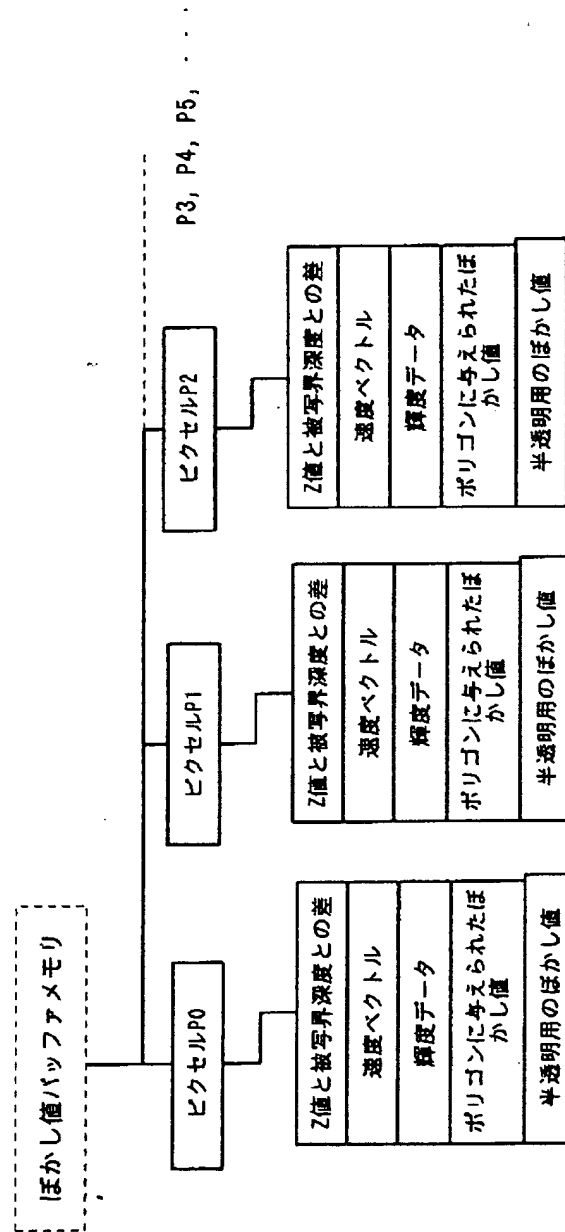 ぼかし値バッファメモリ
ピクセルP0
Z値と被写界深度との差
速度ベクトル
輝度データ
ポリゴンに与えられたぼ
かし値
半透明用のぼかし値
ピクセルP1
Z値と被写界深度との差
速度ベクトル
輝度データ
ポリゴンに与えられたぼ
かし値
半透明用のぼかし値
ピクセルP2
Z値と被写界深度との差
速度ベクトル
輝度データ
ポリゴンに与えられたぼ
かし値
半透明用のぼかし値
P3, P4, P5, ・・・